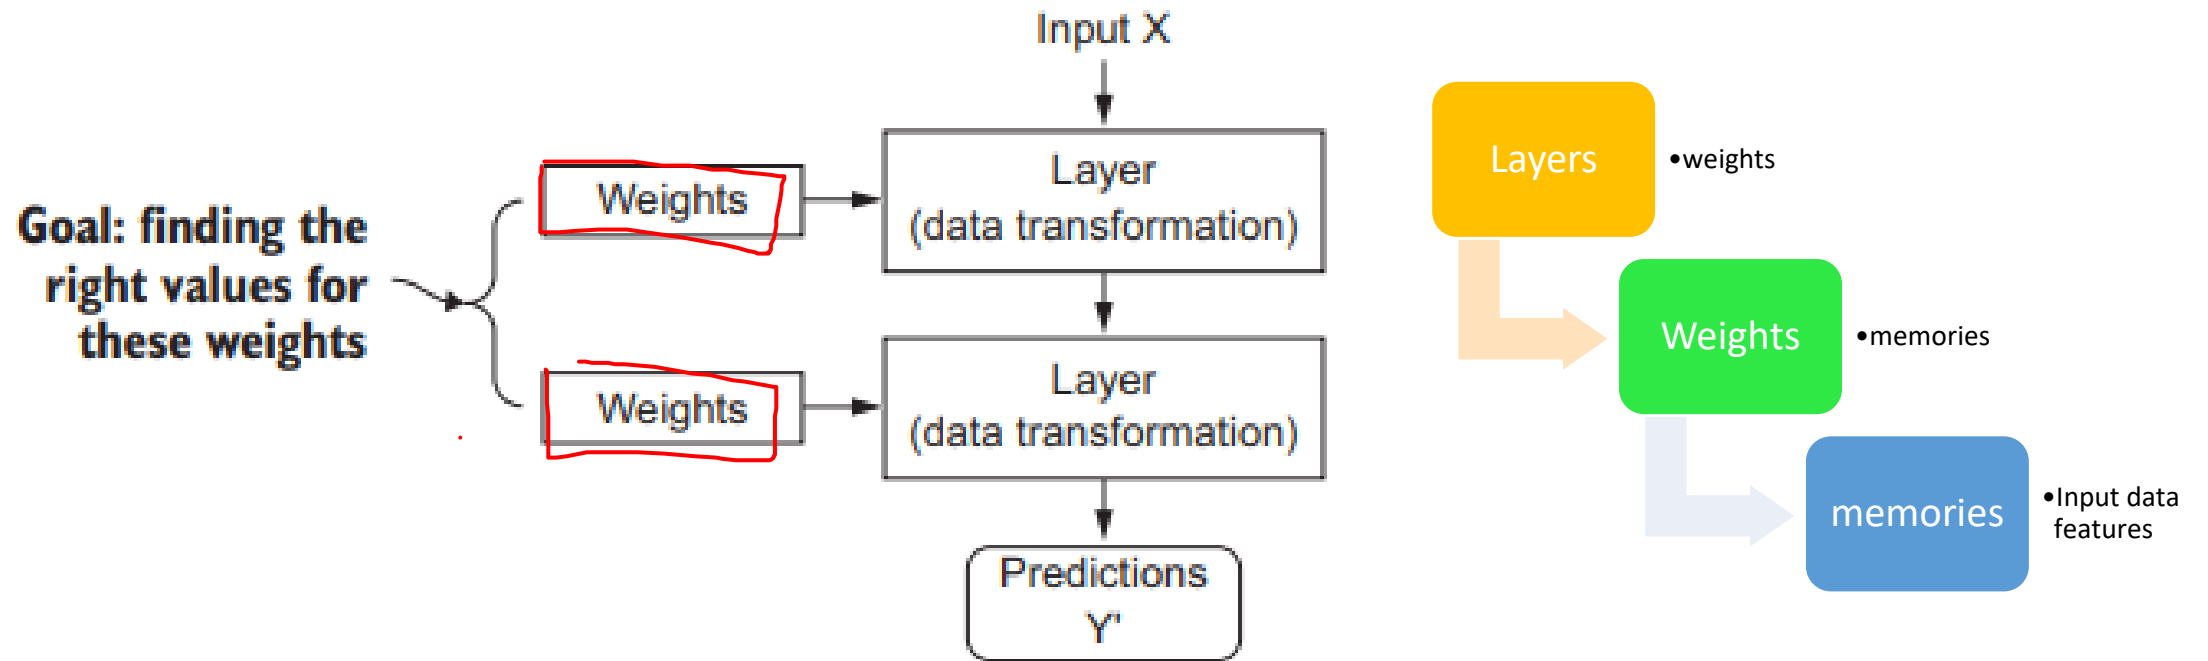 Input X
Goal: finding the
right values for
these weights
Weights
Layer
(data transformation)
Weights
Layer
(data transformation)
Predictions
Y'
Layers
•weights
Weights
•memories
memories
•Input data
features